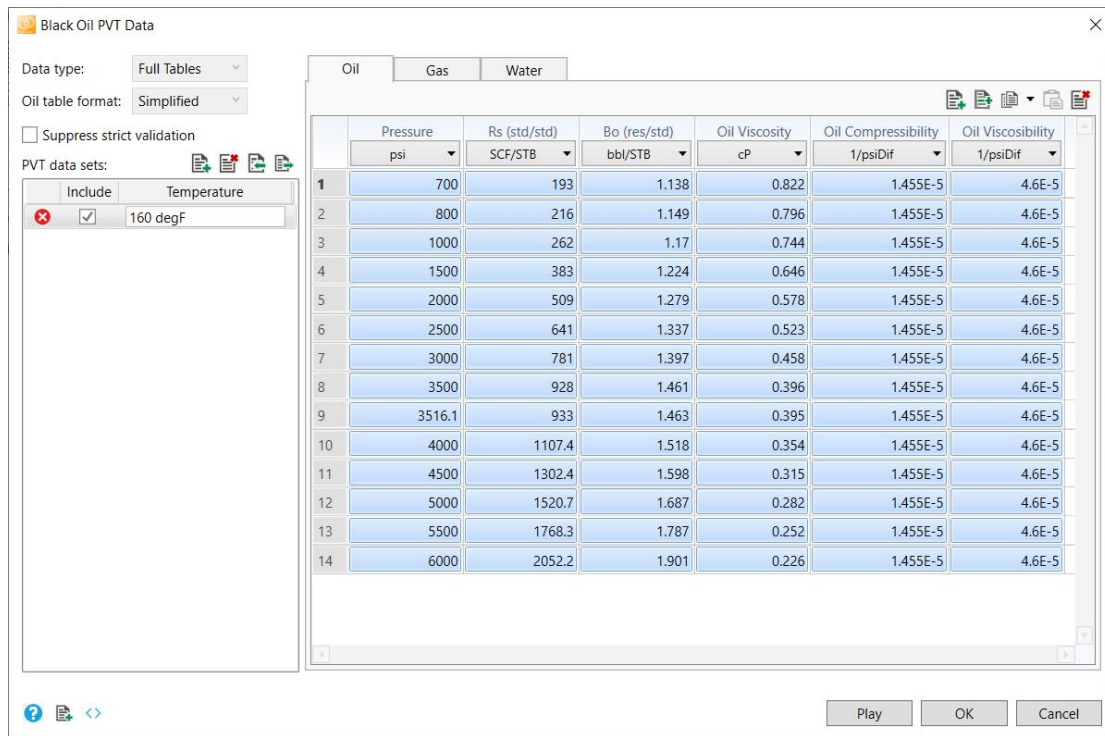 Black Oil PVT Data
Data type: Full Tables
Oil table format: Simplified
Suppress strict validation
PVT data sets:
Include Temperature
160 degF
Oil Gas Water
Pressure Rs (std/std) Bo (res/std) Oil Viscosity Oil Compressibility Oil Viscosibility
psi SCF/STB bbl/STB cP 1/psiDif 1/psiDif
1 700 193 1.138 0.822 1.455E-5 4.6E-5
2 800 216 1.149 0.796 1.455E-5 4.6E-5
3 1000 262 1.17 0.744 1.455E-5 4.6E-5
4 1500 383 1.224 0.646 1.455E-5 4.6E-5
5 2000 509 1.279 0.578 1.455E-5 4.6E-5
6 2500 641 1.337 0.523 1.455E-5 4.6E-5
7 3000 781 1.397 0.458 1.455E-5 4.6E-5
8 3500 928 1.461 0.396 1.455E-5 4.6E-5
9 3516.1 933 1.463 0.395 1.455E-5 4.6E-5
10 4000 1107.4 1.518 0.354 1.455E-5 4.6E-5
11 4500 1302.4 1.598 0.315 1.455E-5 4.6E-5
12 5000 1520.7 1.687 0.282 1.455E-5 4.6E-5
13 5500 1768.3 1.787 0.252 1.455E-5 4.6E-5
14 6000 2052.2 1.901 0.226 1.455E-5 4.6E-5
Play OK Cancel